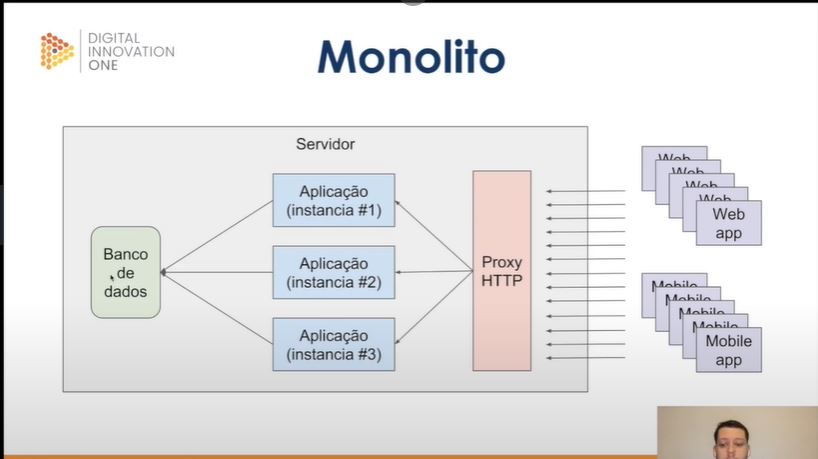 DIGITAL
INNOVATION
ONE
Monolito
Servidor
Banco
de
dados
Aplicação
(instancia #1)
Aplicação
(instancia #2)
Aplicação
(instancia #3)
Proxy
HTTP
Web
Web
Web
Web
Web
app
Mobile
Mobile
Mobile
Mobile
Mobile
app